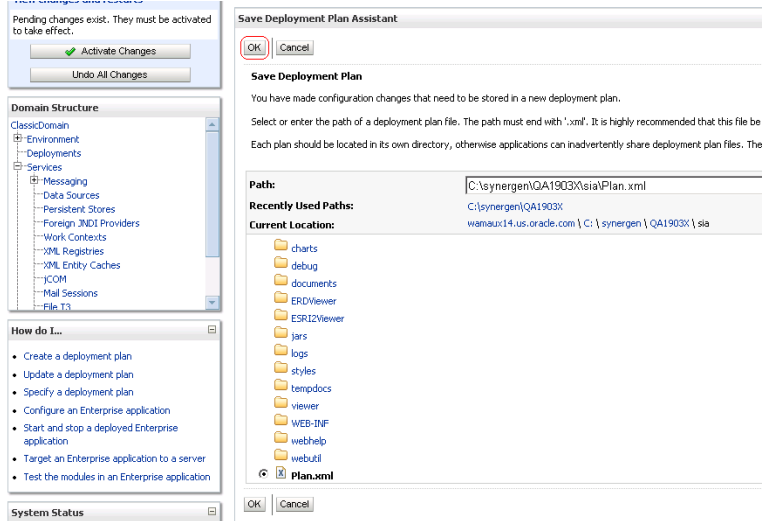 View changes and restarts
Pending changes exist. They must be activated
to take effect.
Activate Changes
Undo All Changes
Domain Structure
ClassicDomain
Environment
Deployments
Services
Messaging
Data Sources
Persistent Stores
Foreign JNDI Providers
Work Contexts
XML Registries
XML Entity Caches
jCOM
Mail Sessions
File T3
How do I...
Create a deployment plan
Update a deployment plan
Specify a deployment plan
Configure an Enterprise application
Start and stop a deployed Enterprise
application
Target an Enterprise application to a server
Test the modules in an Enterprise application
System Status
Save Deployment Plan Assistant
OK Cancel
Save Deployment Plan
You have made configuration changes that need to be stored in a new deployment plan.
Select or enter the path of a deployment plan file. The path must end with '.xml'. It is highly recommended that this file be
Each plan should be located in its own directory, otherwise applications can inadvertently share deployment plan files. The
Path: C:\synergen\QA1903X\sia\Plan.xml
Recently Used Paths: C:\synergen\QA1903X
Current Location: wamaux14.us.oracle.com \ C: \ synergen \ QA1903X \ sia
charts
debug
documents
ERDViewer
ESRI2Viewer
jars
logs
styles
tempdocs
viewer
WEB-INF
webhelp
webutil
Plan.xml
OK Cancel